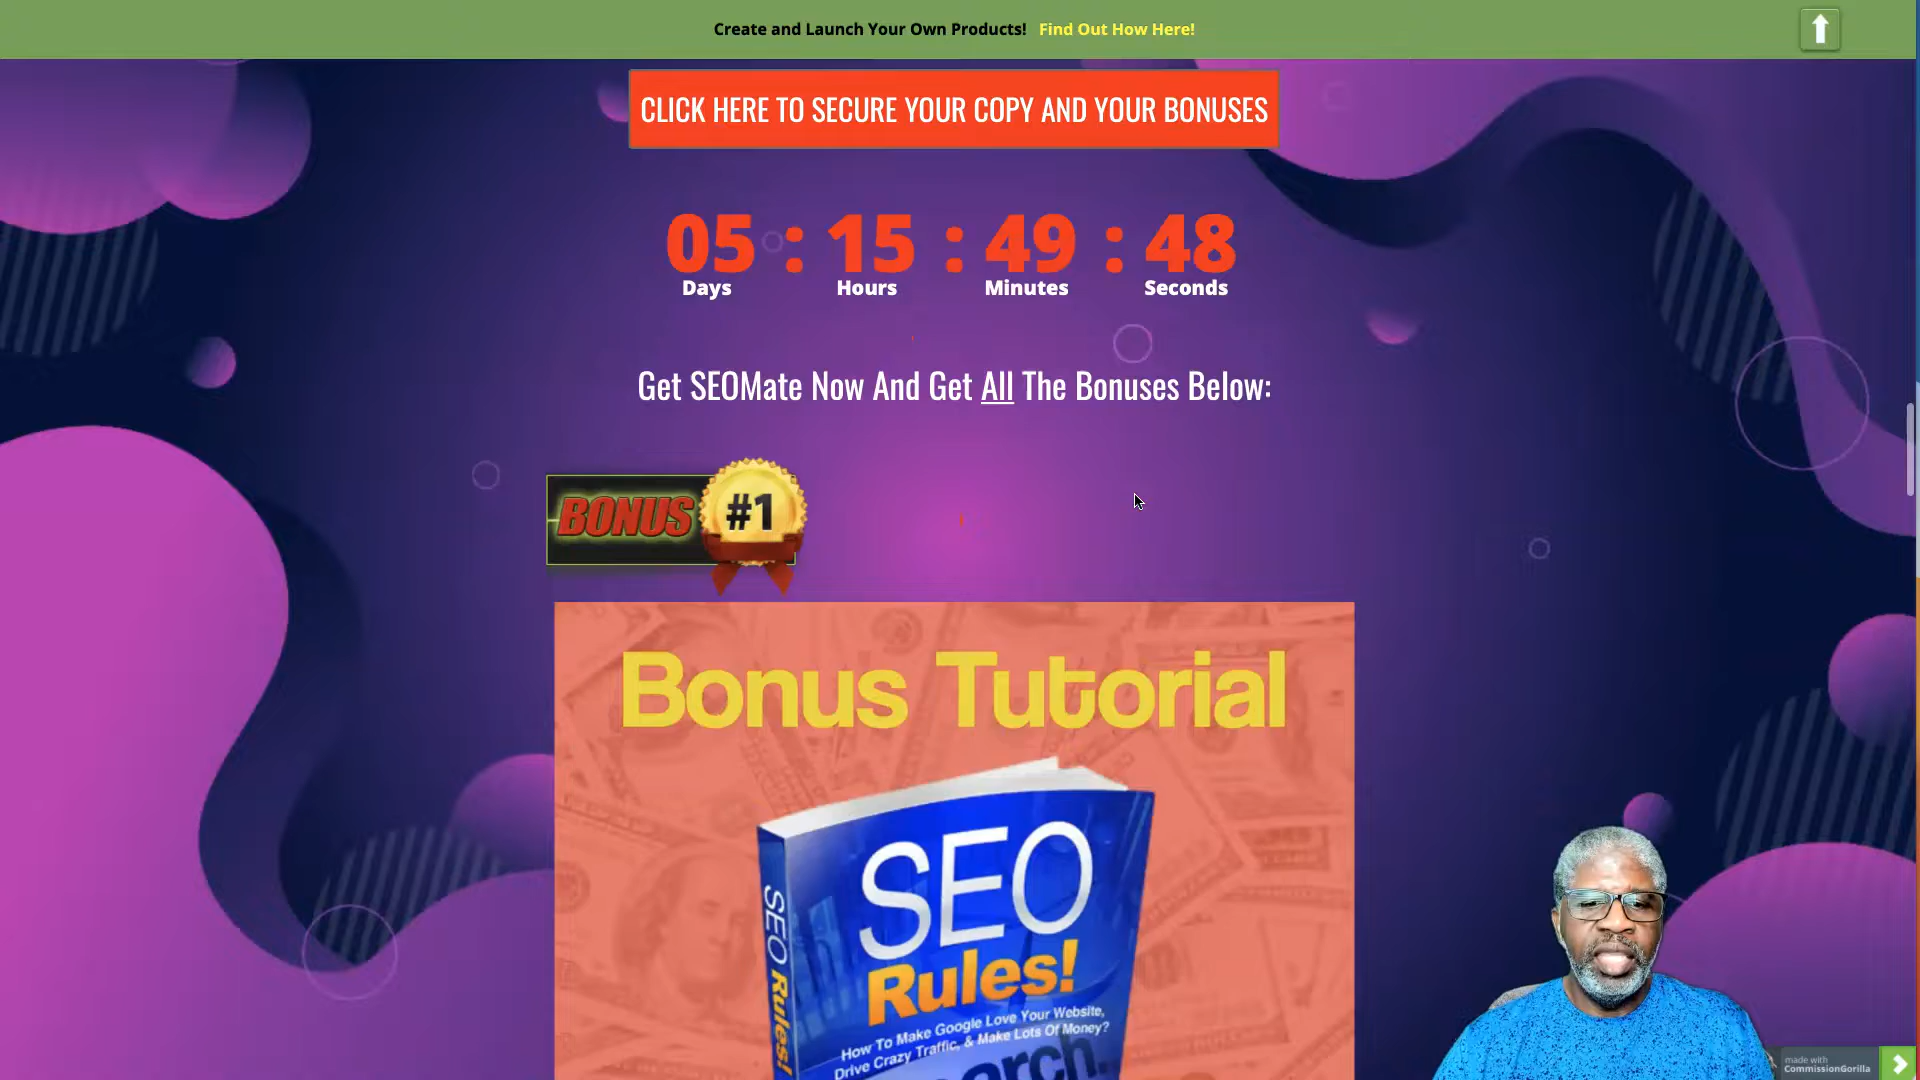 Create and Launch Your Own Products! Find Out How Here!
CLICK HERE TO SECURE YOUR COPY AND YOUR BONUSES
05 : 15 : 49 : 48
Days Hours Minutes Seconds
Get SEOMate Now And Get All The Bonuses Below:
BONUS #1
Bonus Tutorial
SEO
Rules!
How To Make Google Love Your Website,
Drive Crazy Traffic, & Make Lots Of Money?
SEO Rules!
made with
CommissionGorilla